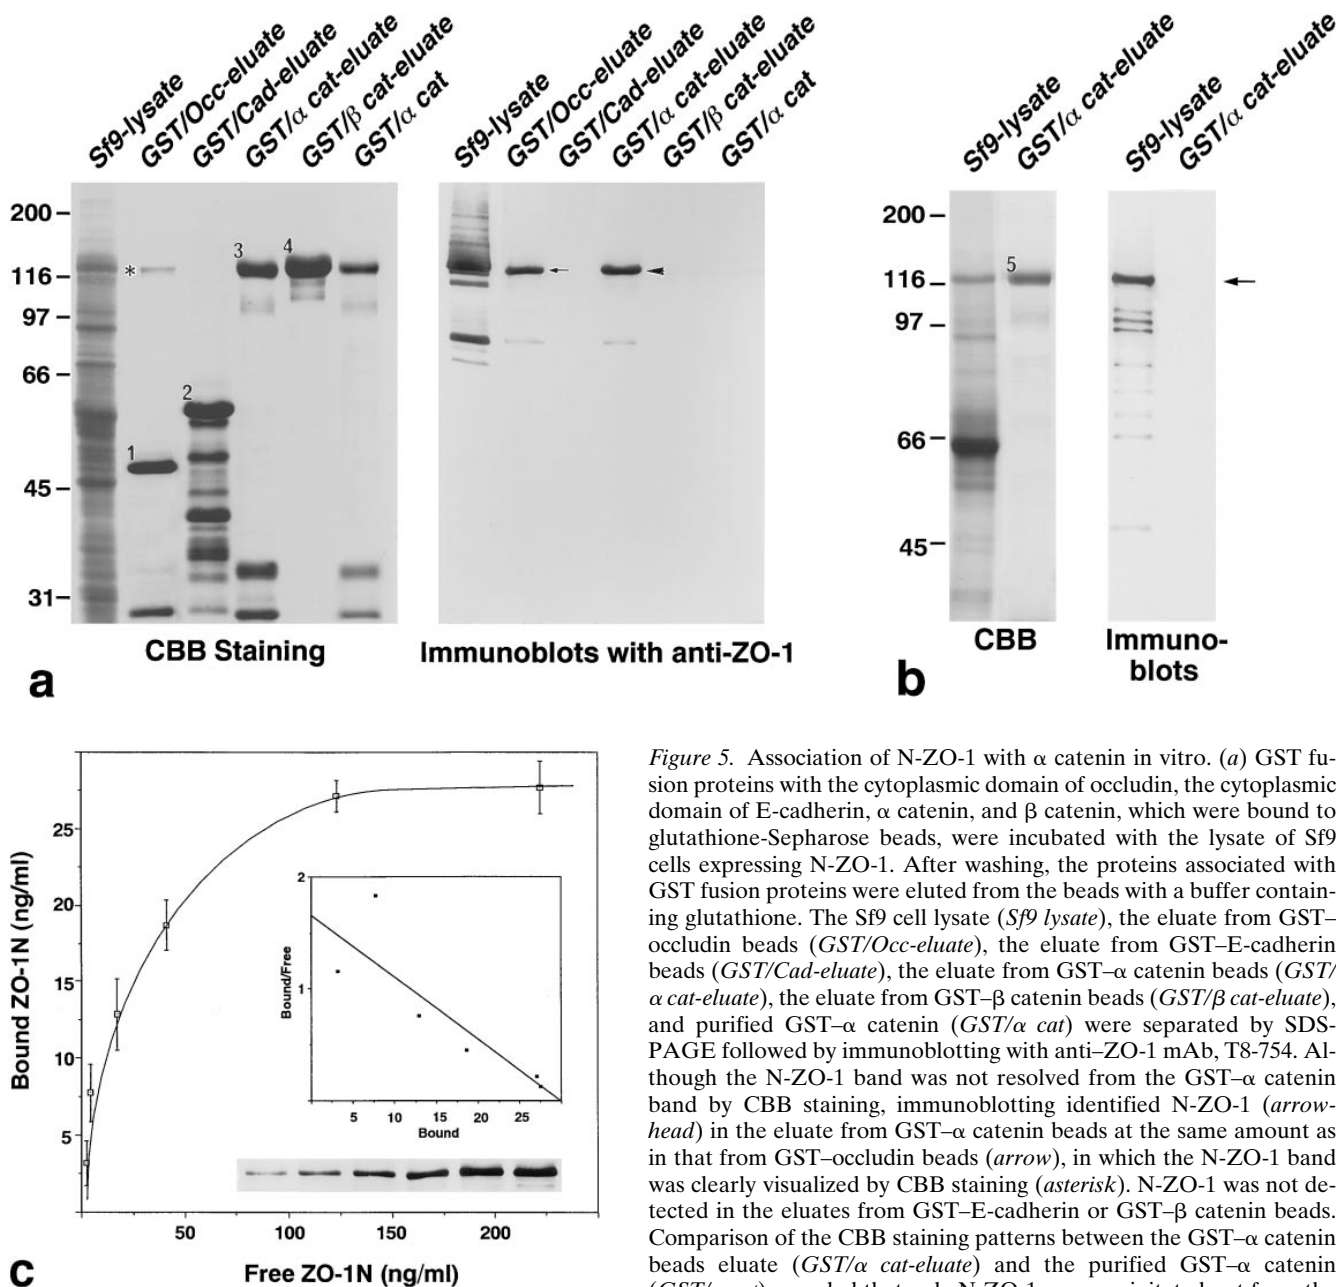 Sf9-lysate
GST/Occ-eluate
GST/Cad-eluate
GST/α cat-eluate
GST/β cat-eluate
GST/α cat
Sf9-lysate
GST/Occ-eluate
GST/Cad-eluate
GST/α cat-eluate
GST/β cat-eluate
GST/α cat
200
116
97
66
45
31
*
1
2
3
4
CBB Staining
Immunoblots with anti-ZO-1
a
Sf9-lysate
GST/α cat-eluate
Sf9-lysate
GST/α cat-eluate
200
116
97
66
45
5
CBB
Immuno-
blots
b
Bound ZO-1N (ng/ml)
25
20
15
10
5
50
100
150
200
Free ZO-1N (ng/ml)
Bound/Free
2
1
5
10
15
20
25
Bound
c
Figure 5. Association of N-ZO-1 with α catenin in vitro. (a) GST fu-
sion proteins with the cytoplasmic domain of occludin, the cytoplasmic
domain of E-cadherin, α catenin, and β catenin, which were bound to
glutathione-Sepharose beads, were incubated with the lysate of Sf9
cells expressing N-ZO-1. After washing, the proteins associated with
GST fusion proteins were eluted from the beads with a buffer contain-
ing glutathione. The Sf9 cell lysate (Sf9 lysate), the eluate from GST–
occludin beads (GST/Occ-eluate), the eluate from GST–E-cadherin
beads (GST/Cad-eluate), the eluate from GST–α catenin beads (GST/
α cat-eluate), the eluate from GST–β catenin beads (GST/β cat-eluate),
and purified GST–α catenin (GST/α cat) were separated by SDS-
PAGE followed by immunoblotting with anti–ZO-1 mAb, T8-754. Al-
though the N-ZO-1 band was not resolved from the GST–α catenin
band by CBB staining, immunoblotting identified N-ZO-1 (arrow-
head) in the eluate from GST–α catenin beads at the same amount as
in that from GST–occludin beads (arrow), in which the N-ZO-1 band
was clearly visualized by CBB staining (asterisk). N-ZO-1 was not de-
tected in the eluates from GST–E-cadherin or GST–β catenin beads.
Comparison of the CBB staining patterns between the GST–α catenin
beads eluate (GST/α cat-eluate) and the purified GST–α catenin